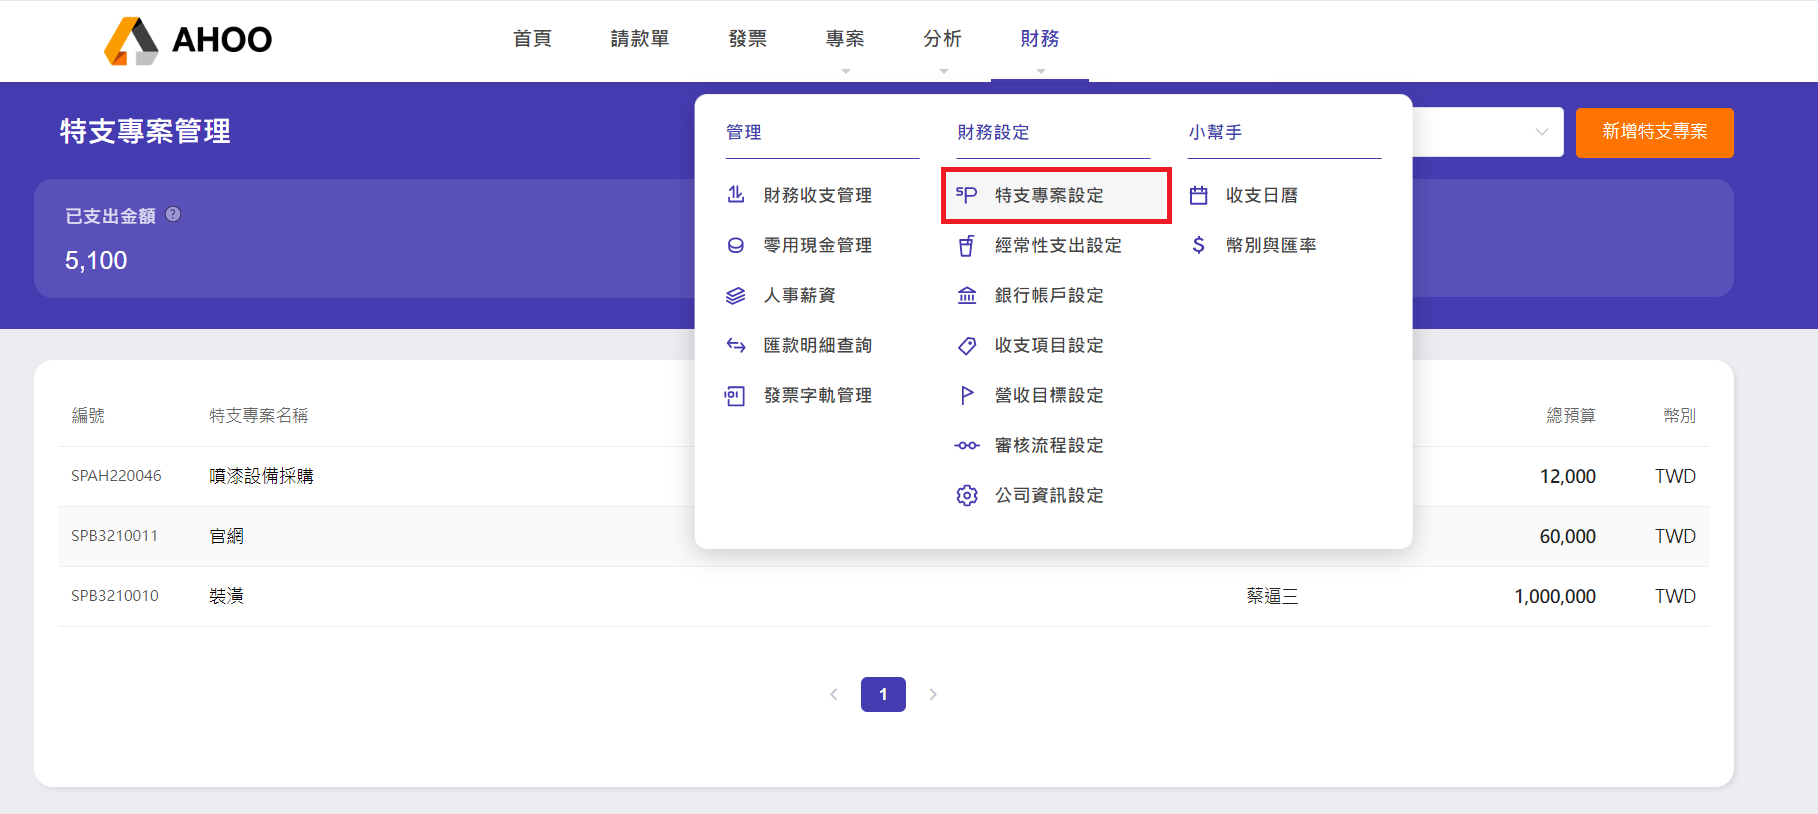 AHOO
首頁
請款單
發票
專案
分析
財務
特支專案管理
新增特支專案
已支出金額 ?
5,100
管理
財務收支管理
零用現金管理
人事薪資
匯款明細查詢
發票字軌管理
財務設定
特支專案設定
經常性支出設定
銀行帳戶設定
收支項目設定
營收目標設定
審核流程設定
公司資訊設定
小幫手
收支日曆
幣別與匯率
編號 特支專案名稱 總預算 幣別
SPAH220046 噴漆設備採購 12,000 TWD
SPB3210011 官網 60,000 TWD
SPB3210010 裝潢 蔡逼三 1,000,000 TWD
1